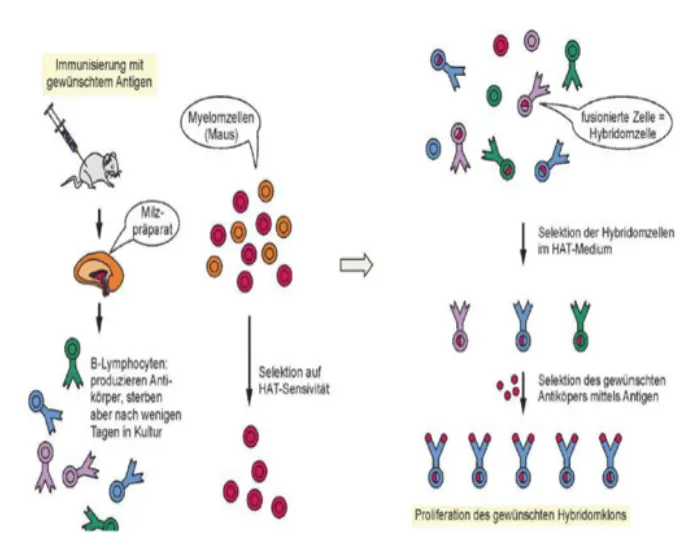 Immunisierung mit
gewünschtem Antigen
Milz-
präparat
B-Lymphocyten:
produzieren Anti-
körper, sterben
aber nach wenigen
Tagen in Kultur
Myelomzellen
(Maus)
Selektion auf
HAT-Sensivität
fusionierte Zelle =
Hybridomzelle
Selektion der Hybridomzellen
im HAT-Medium
Selektion des gewünschten
Antiköpers mittels Antigen
Proliferation des gewünschten Hybridomklons